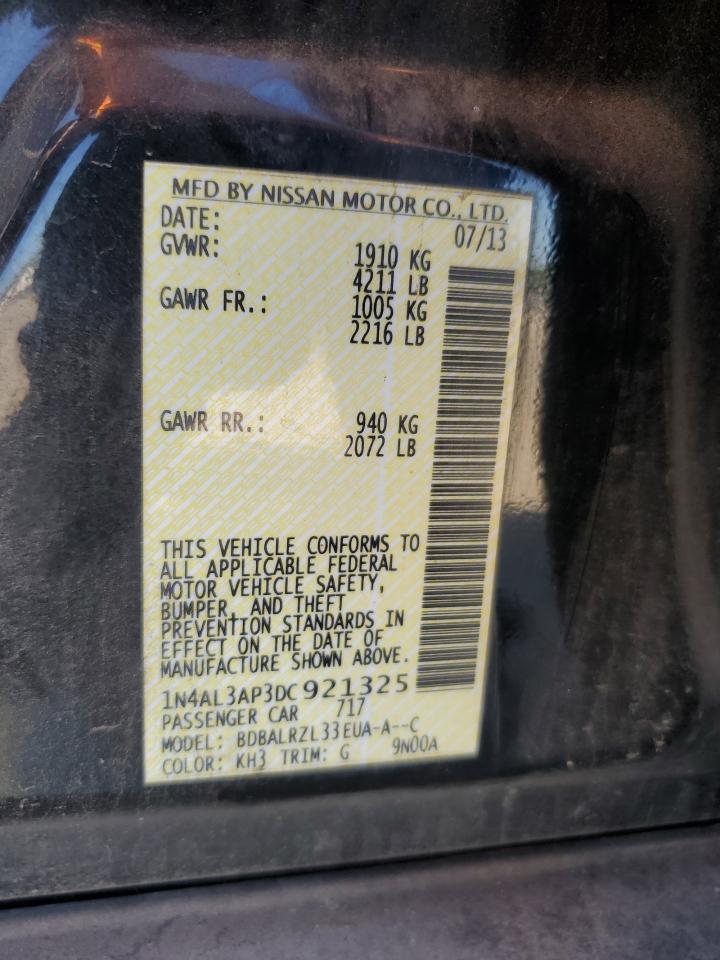 MFD BY NISSAN MOTOR CO., LTD.
DATE: 07/13
GVWR: 1910 KG
4211 LB
GAWR FR.: 1005 KG
2216 LB
GAWR RR.: 940 KG
2072 LB
THIS VEHICLE CONFORMS TO
ALL APPLICABLE FEDERAL
MOTOR VEHICLE SAFETY,
BUMPER, AND THEFT
PREVENTION STANDARDS IN
EFFECT ON THE DATE OF
MANUFACTURE SHOWN ABOVE.
1N4AL3AP3DC921325
PASSENGER CAR 717
MODEL: BDBALRZL33EUA-A--C
COLOR: KH3 TRIM: G 9N00A